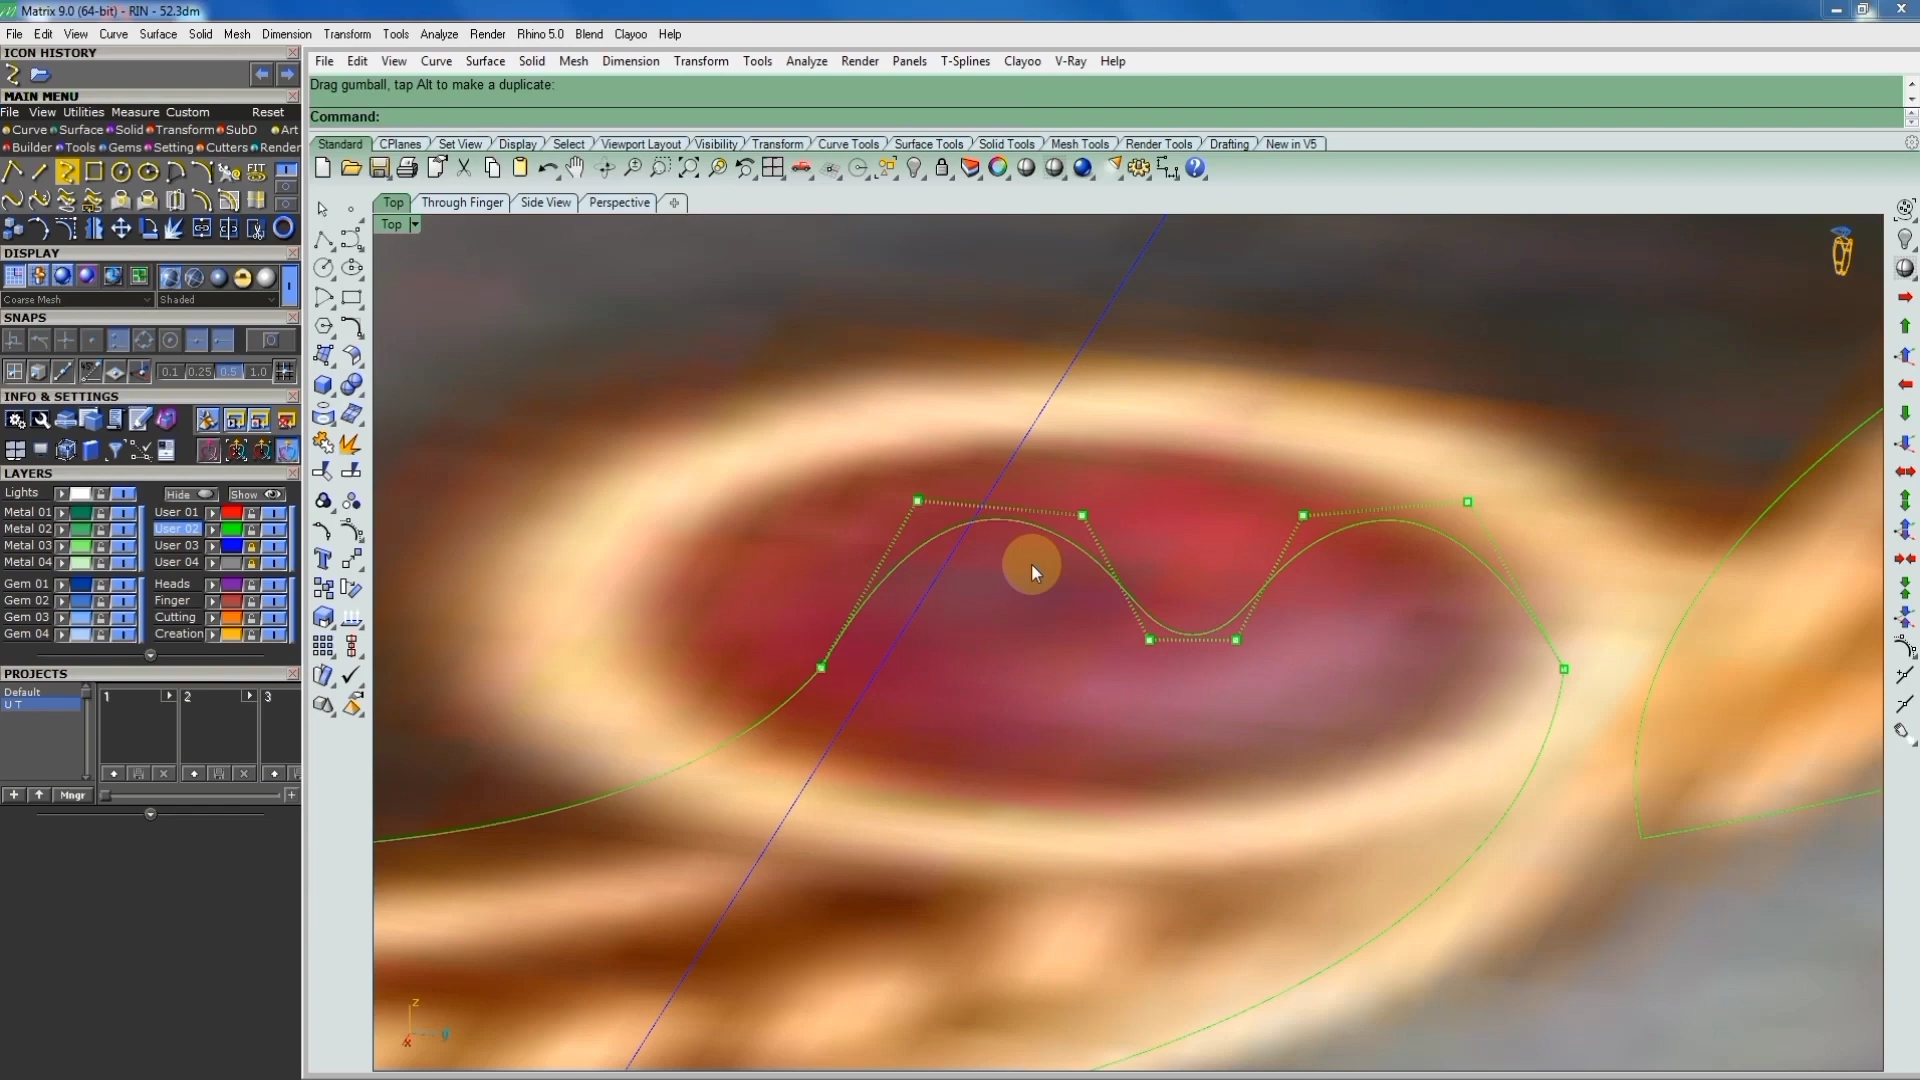 Matrix 9.0 (64-bit) - RIN - 52.3dm
File Edit View Curve Surface Solid Mesh Dimension Transform Tools Analyze Render Rhino 5.0 Blend Clayoo Help
ICON HISTORY
MAIN MENU
File View Utilities Measure Custom Reset
Curve Surface Solid Transform SubD Art
Builder Tools Gems Setting Cutters Render
FIT
DISPLAY
Coarse Mesh Shaded
SNAPS
0.1 0.25 0.5 1.0
INFO & SETTINGS
LAYERS
Lights Hide Show
Metal 01 User 01
Metal 02 User 02
Metal 03 User 03
Metal 04 User 04
Gem 01 Heads
Gem 02 Finger
Gem 03 Cutting
Gem 04 Creation
PROJECTS
Default
U T
1 2 3
Mngr
File Edit View Curve Surface Solid Mesh Dimension Transform Tools Analyze Render Panels T-Splines Clayoo V-Ray Help
Drag gumball, tap Alt to make a duplicate:
Command:
Standard CPlanes Set View Display Select Viewport Layout Visibility Transform Curve Tools Surface Tools Solid Tools Mesh Tools Render Tools Drafting New in V5
Top Through Finger Side View Perspective
Top
z
y
x